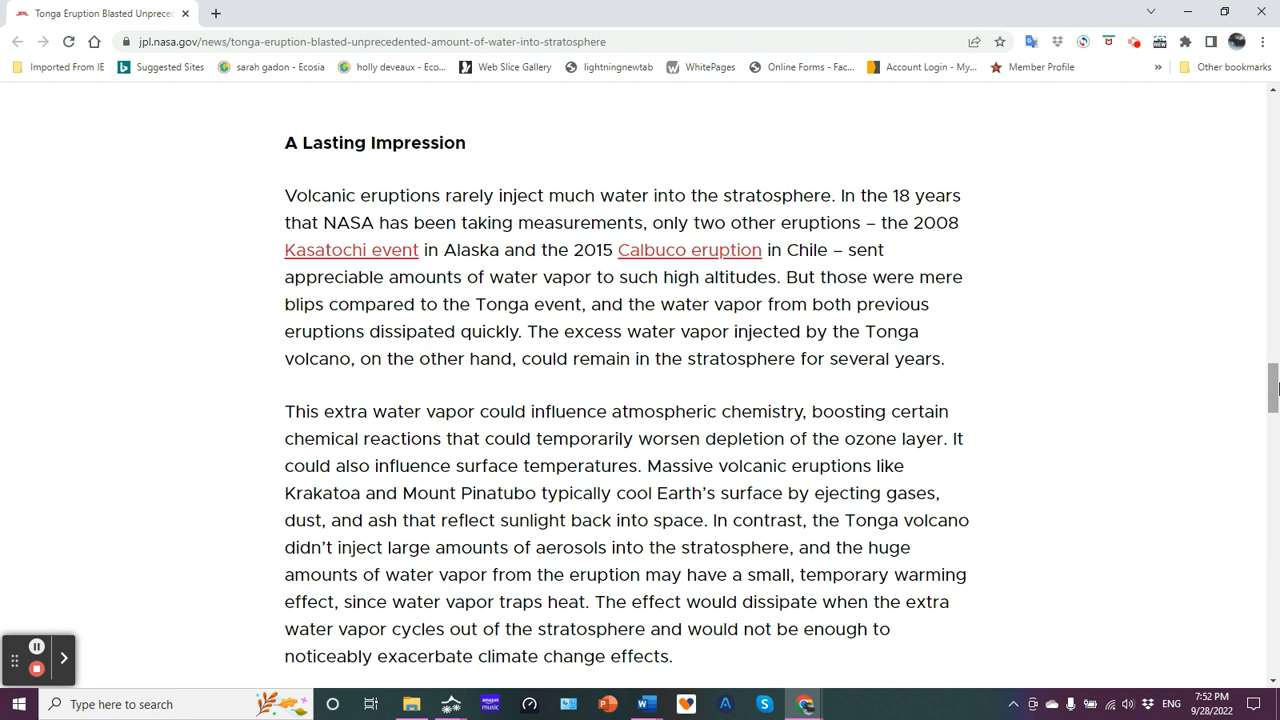 Tonga Eruption Blasted Unprecec
jpl.nasa.gov/news/tonga-eruption-blasted-unprecedented-amount-of-water-into-stratosphere
Imported From IE
Suggested Sites
sarah gadon - Ecosia
holly deveaux - Eco...
Web Slice Gallery
lightningnewtab
WhitePages
Online Forms - Fac...
Account Login - My...
Member Profile
»
Other bookmarks
A Lasting Impression
Volcanic eruptions rarely inject much water into the stratosphere. In the 18 years
that NASA has been taking measurements, only two other eruptions – the 2008
Kasatochi event in Alaska and the 2015 Calbuco eruption in Chile – sent
appreciable amounts of water vapor to such high altitudes. But those were mere
blips compared to the Tonga event, and the water vapor from both previous
eruptions dissipated quickly. The excess water vapor injected by the Tonga
volcano, on the other hand, could remain in the stratosphere for several years.
This extra water vapor could influence atmospheric chemistry, boosting certain
chemical reactions that could temporarily worsen depletion of the ozone layer. It
could also influence surface temperatures. Massive volcanic eruptions like
Krakatoa and Mount Pinatubo typically cool Earth's surface by ejecting gases,
dust, and ash that reflect sunlight back into space. In contrast, the Tonga volcano
didn't inject large amounts of aerosols into the stratosphere, and the huge
amounts of water vapor from the eruption may have a small, temporary warming
effect, since water vapor traps heat. The effect would dissipate when the extra
water vapor cycles out of the stratosphere and would not be enough to
noticeably exacerbate climate change effects.
Type here to search
ENG
7:52 PM
9/28/2022